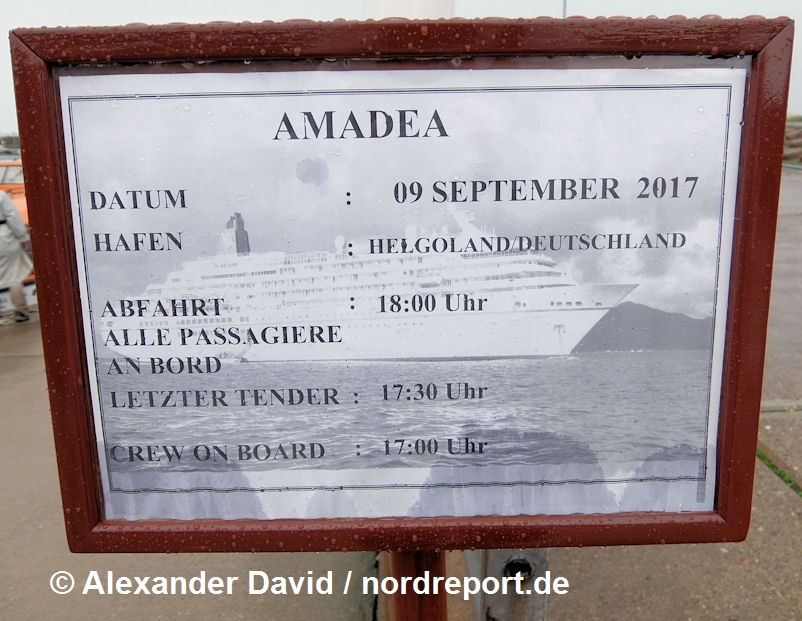 AMADEA
DATUM : 09 SEPTEMBER 2017
HAFEN : HELGOLAND/DEUTSCHLAND
ABFAHRT : 18:00 Uhr
ALLE PASSAGIERE
AN BORD
LETZTER TENDER : 17:30 Uhr
CREW ON BOARD : 17:00 Uhr
© Alexander David / nordreport.de